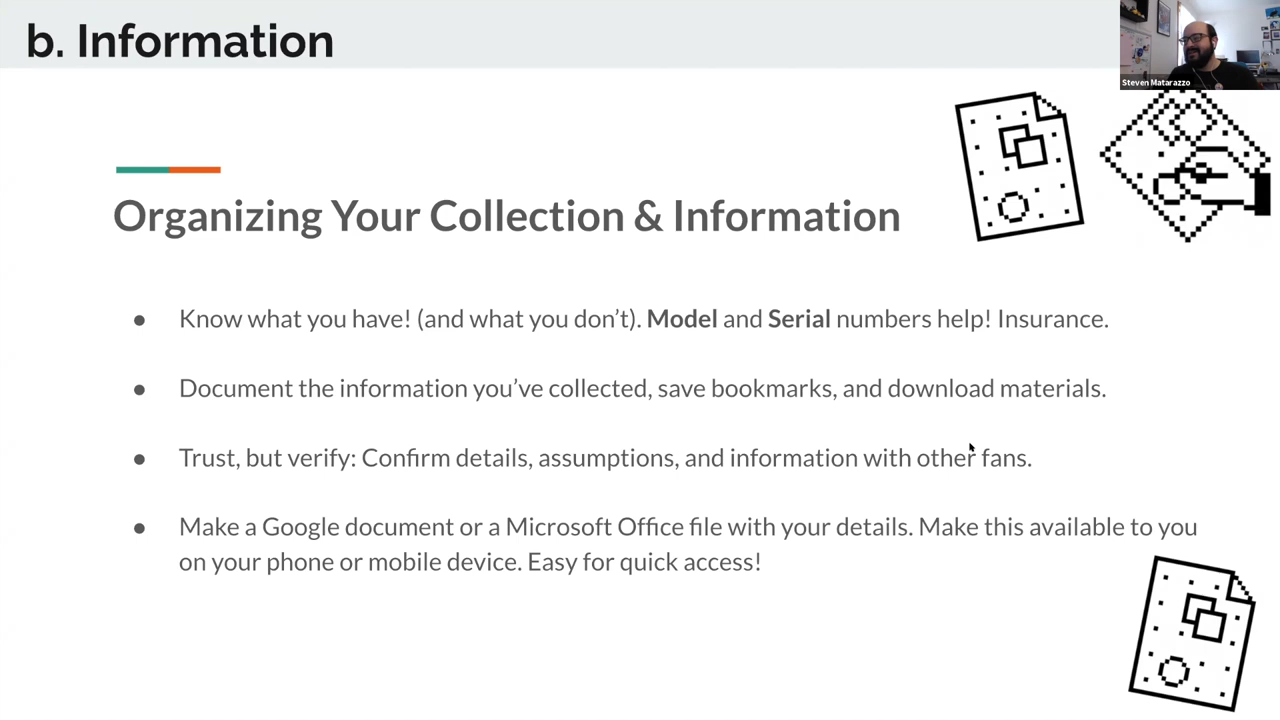 b. Information
Steven Matarazzo
Organizing Your Collection & Information
● Know what you have! (and what you don’t). Model and Serial numbers help! Insurance.
● Document the information you’ve collected, save bookmarks, and download materials.
● Trust, but verify: Confirm details, assumptions, and information with other fans.
● Make a Google document or a Microsoft Office file with your details. Make this available to you
on your phone or mobile device. Easy for quick access!